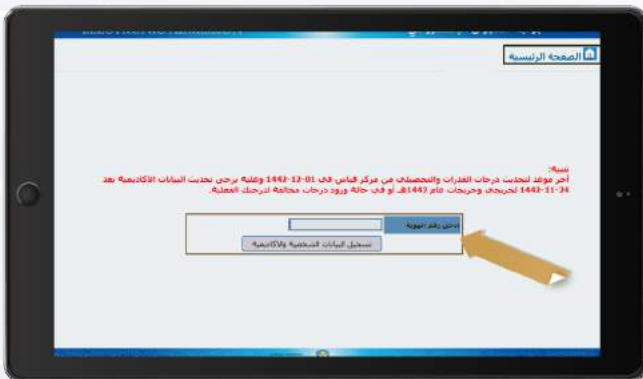 الصفحة الرئيسية
تنبيه:
آخر موعد لتحديث درجات القدرات والتحصيلي من مركز قياس في 01-12-1442 وعليه يرجى تحديث البيانات الأكاديمية بعد
24-11-1442 لخريجي وخريجات عام 1442هـ أو في حالة ورود درجات مخالفة لدرجتك الفعلية.
ادخل رقم الهوية
تسجيل البيانات الشخصية والأكاديمية